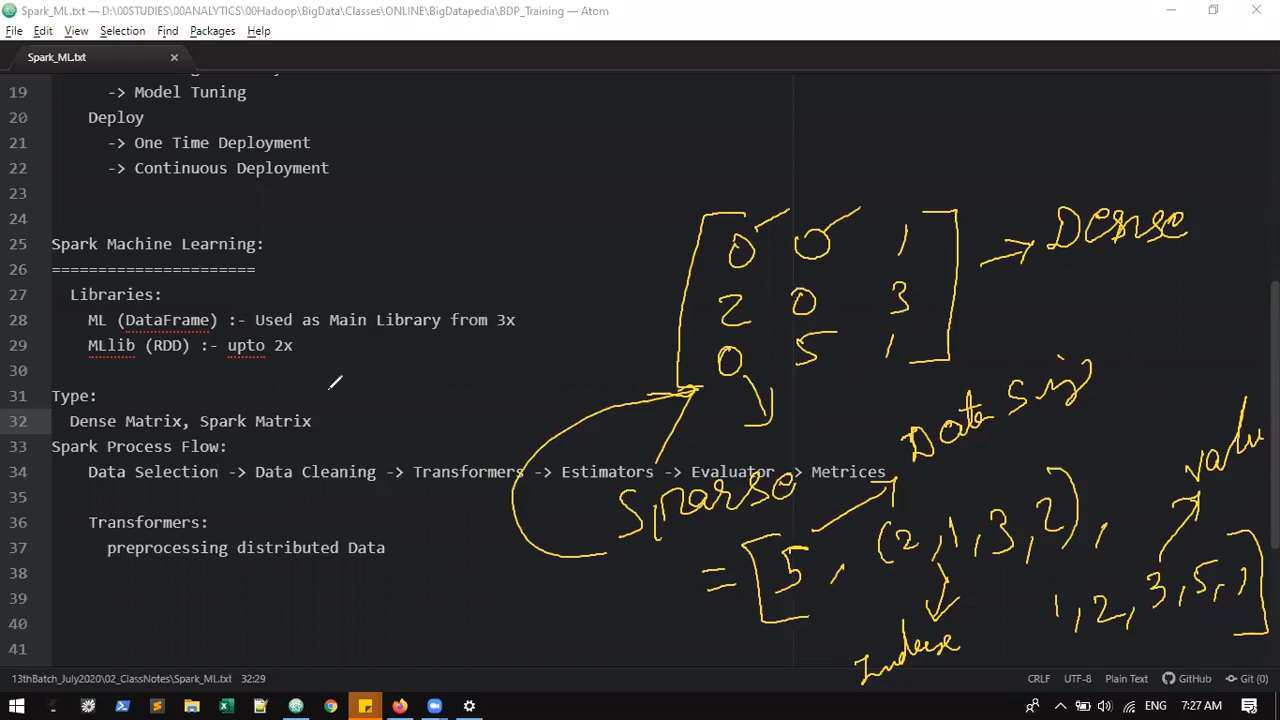 Spark_ML.txt — D:\00STUDIES\00ANALYTICS\00Hadoop\BigData\Classes\ONLINE\BigDatapedia\BDP_Training — Atom
File Edit View Selection Find Packages Help
Spark_ML.txt
19 -> Model Tuning
20 Deploy
21 -> One Time Deployment
22 -> Continuous Deployment
23
24
25 Spark Machine Learning:
26 ======================
27 Libraries:
28 ML (DataFrame) :- Used as Main Library from 3x
29 MLlib (RDD) :- upto 2x
30
31 Type:
32 Dense Matrix, Spark Matrix
33 Spark Process Flow:
34 Data Selection -> Data Cleaning -> Transformers -> Estimators -> Evaluator -> Metrices
35
36 Transformers:
37 preprocessing distributed Data
38
39
40
41
0 0 1
2 0 3
0 5 1
Dense
Sparse
Data Siz
Value
= [5, (2,1,3,2), 1,2,3,5,1]
Index
13thBatch_July2020\02_ClassNotes\Spark_ML.txt 32:29 CRLF UTF-8 Plain Text GitHub Git (0)
ENG 7:27 AM